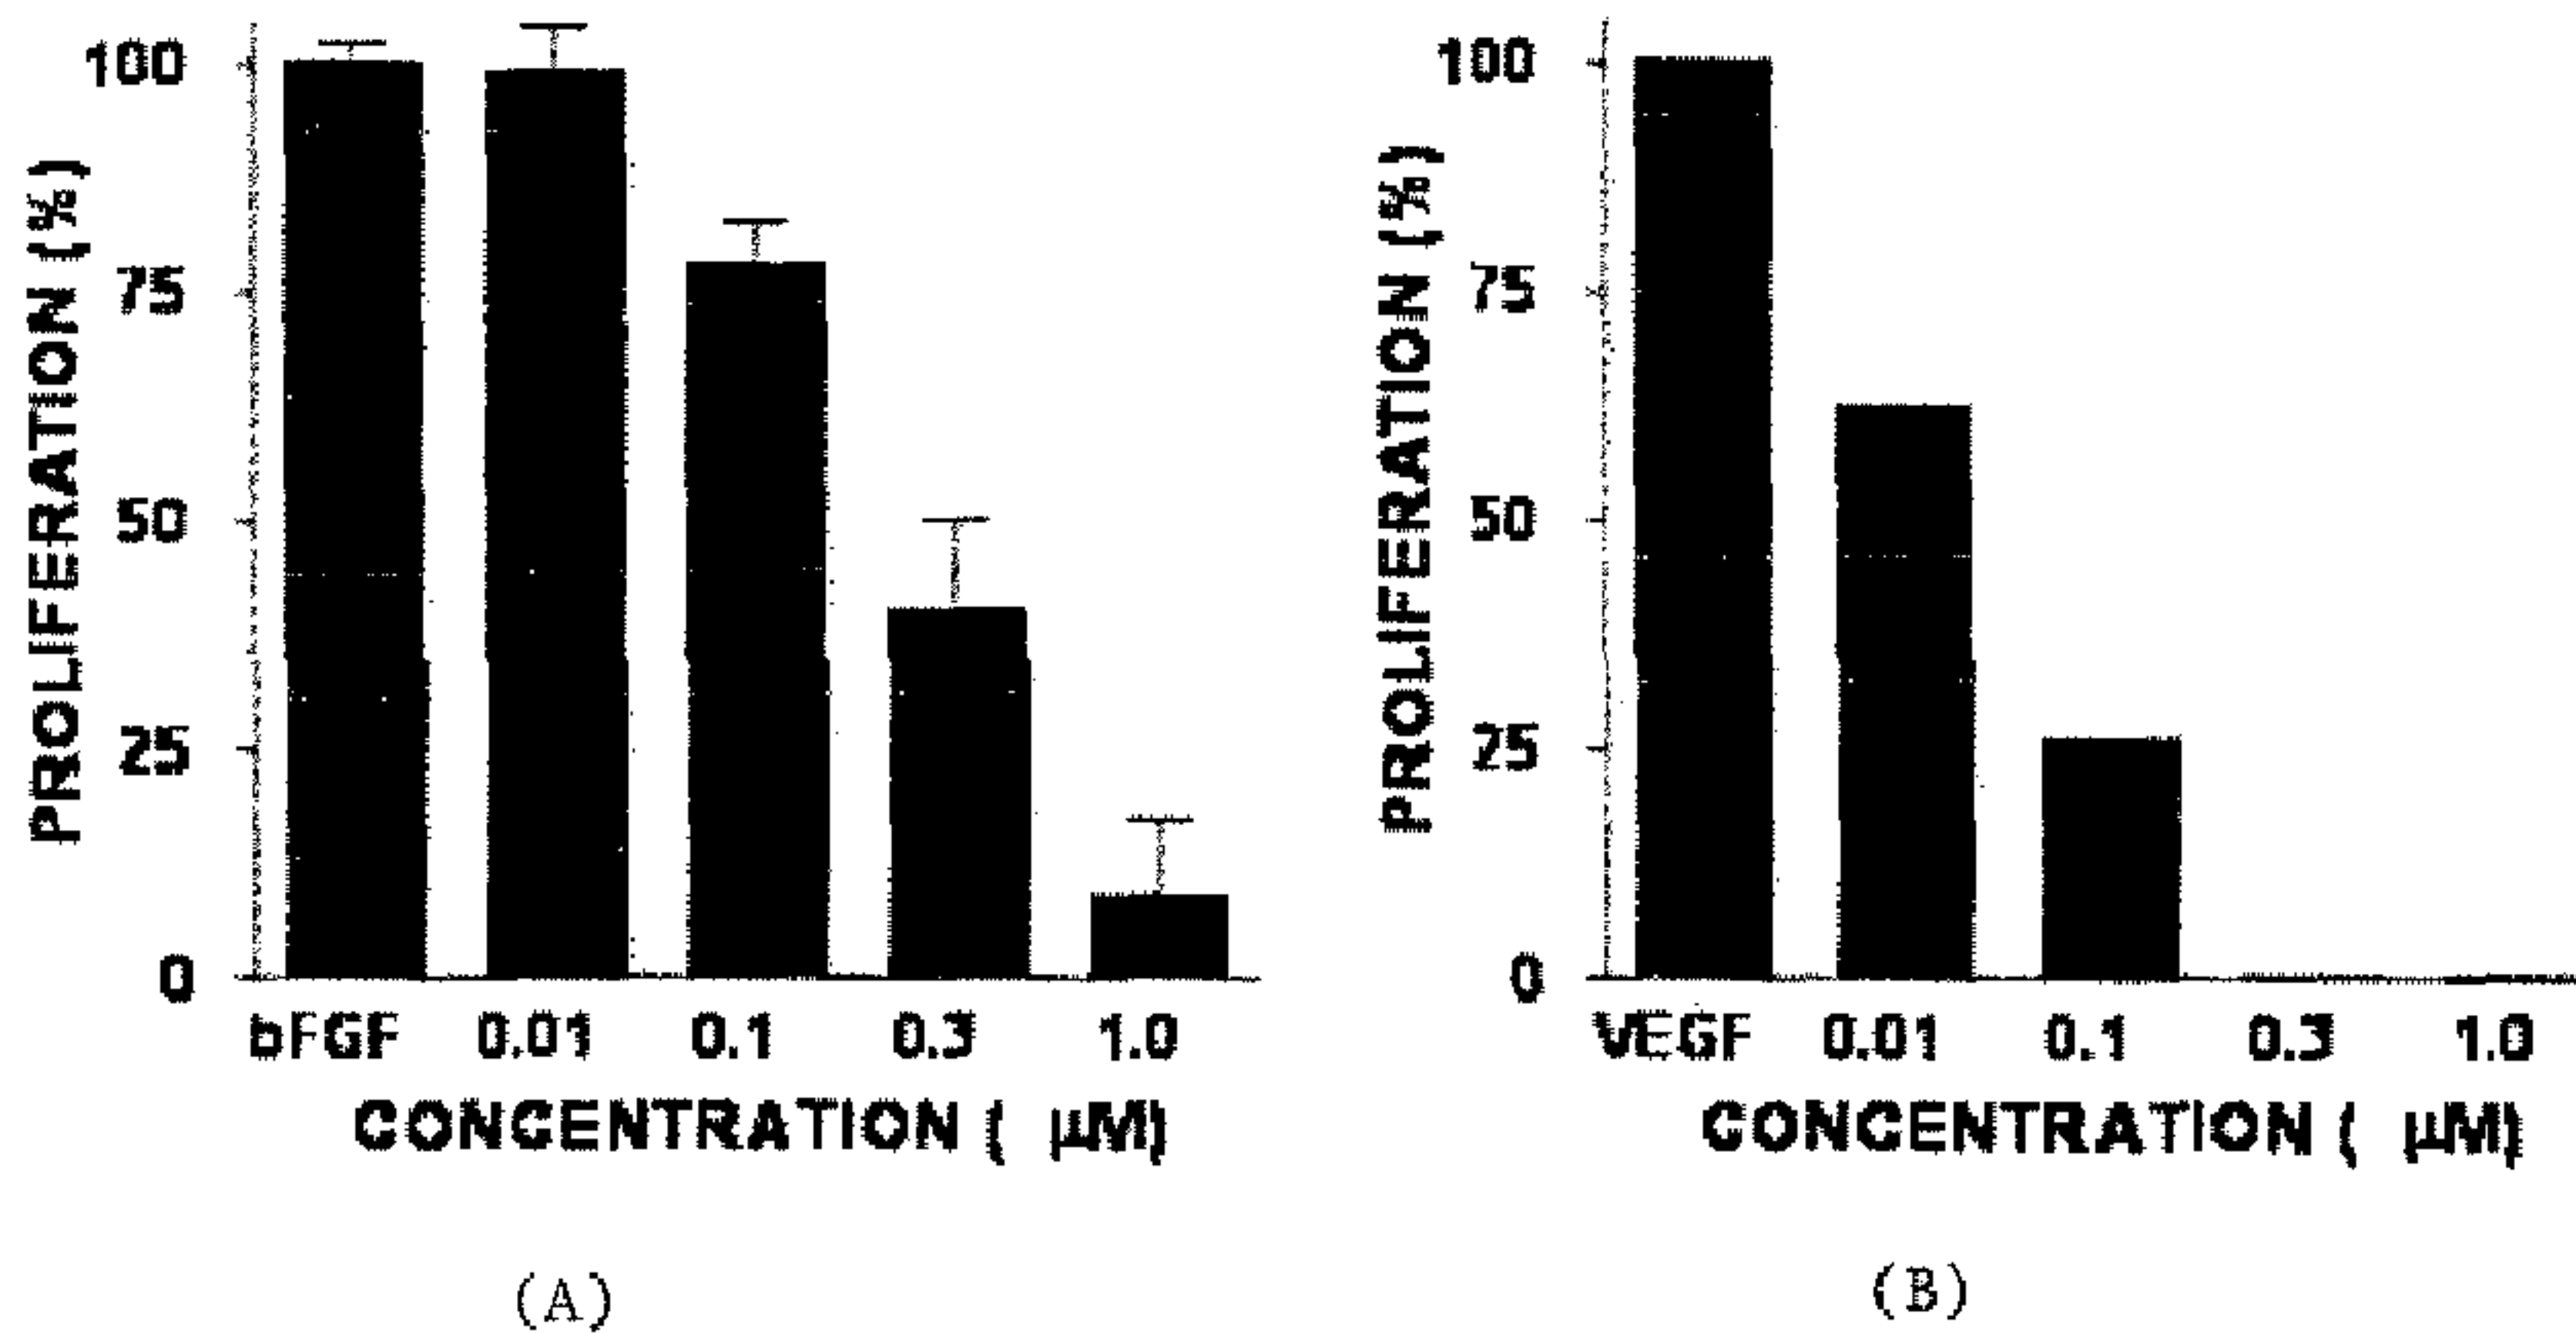 PROLIFERATION (%)
100
75
50
25
0
bFGF 0.01 0.1 0.3 1.0
CONCENTRATION ( μM)
(A)
PROLIFERATION (%)
100
75
50
25
0
VEGF 0.01 0.1 0.3 1.0
CONCENTRATION ( μM)
(B)